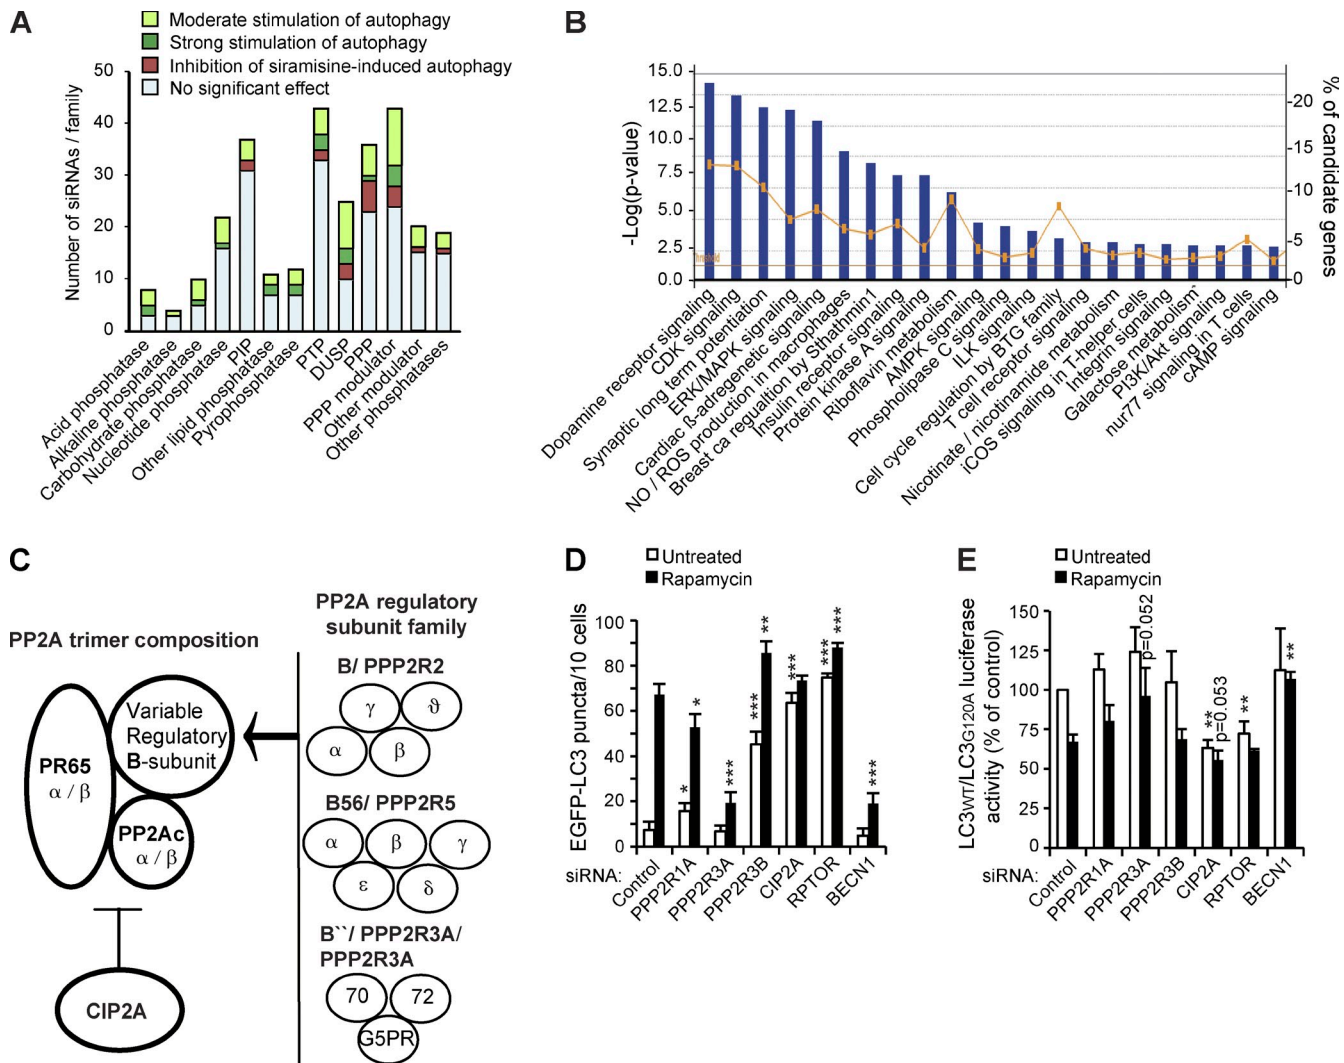 A
Moderate stimulation of autophagy
Strong stimulation of autophagy
Inhibition of siramisine-induced autophagy
No significant effect
Number of siRNAs / family
50
40
30
20
10
0
Acid phosphatase
Alkaline phosphatase
Carbohydrate phosphatase
Nucleotide phosphatase
PIP
Other lipid phosphatase
Pyrophosphatase
PTP
DUSP
PPP
PPP modulator
Other modulator
Other phosphatases
B
-Log(p-value)
15.0
12.5
10.0
7.5
5.0
2.5
0.0
Threshold
% of candidate genes
20
15
10
5
0
Dopamine receptor signaling
CDK signaling
Synaptic long term potentiation
ERK/MAPK signaling
Cardiac ß-adregenetic signaling
NO / ROS production in macrophages
Breast ca regualtion by Sthathmin1
Insulin receptor signaling
Protein kinase A signaling
Riboflavin metabolism
AMPK signaling
Phospholipase C signaling
ILK signaling
Cell cycle regulation by BTG family
T cell receptor signaling
Nicotinate / nicotinamide metabolism
iCOS signaling in T-helper cells
Integrin signaling
Galactose metabolism
PI3K/Akt signaling
nur77 signaling in T cells
cAMP signaling
C
PP2A trimer composition
PR65
α / β
Variable
Regulatory
B-subunit
PP2Ac
α / β
CIP2A
PP2A regulatory
subunit family
B/ PPP2R2
γ
ϑ
α
β
B56/ PPP2R5
α
β
γ
ε
δ
B``/ PPP2R3A/
PPP2R3A
70
72
G5PR
D
Untreated
Rapamycin
EGFP-LC3 puncta/10 cells
100
80
60
40
20
0
*
*
***
***
**
***
***
***
***
siRNA:
Control
PPP2R1A
PPP2R3A
PPP2R3B
CIP2A
RPTOR
BECN1
E
Untreated
Rapamycin
LC3WT/LC3G120A luciferase
activity (% of control)
150
125
100
75
50
25
0
p=0.052
**
p=0.053
**
**
siRNA:
Control
PPP2R1A
PPP2R3A
PPP2R3B
CIP2A
RPTOR
BECN1